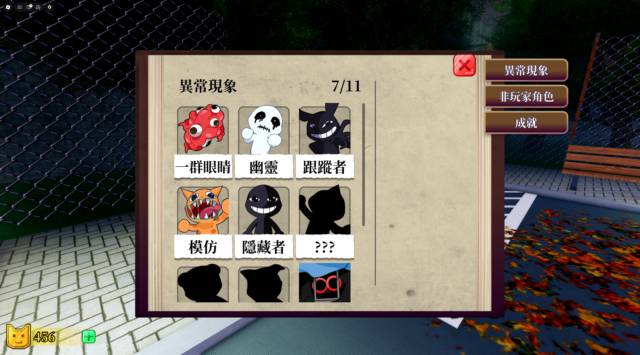 異常現象 7/11
一群眼睛 幽靈 跟蹤者
模仿 隱藏者 ???
異常現象
非玩家角色
成就
456